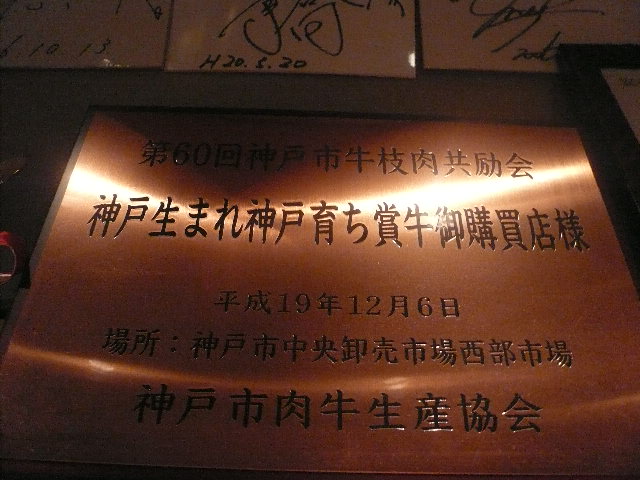 6.10.13
H20.5.20
第60回神戸市牛枝肉共励会
神戸生まれ神戸育ち賞牛御購買店様
平成19年12月6日
場所：神戸市中央卸売市場西部市場
神戸市肉牛生産協会